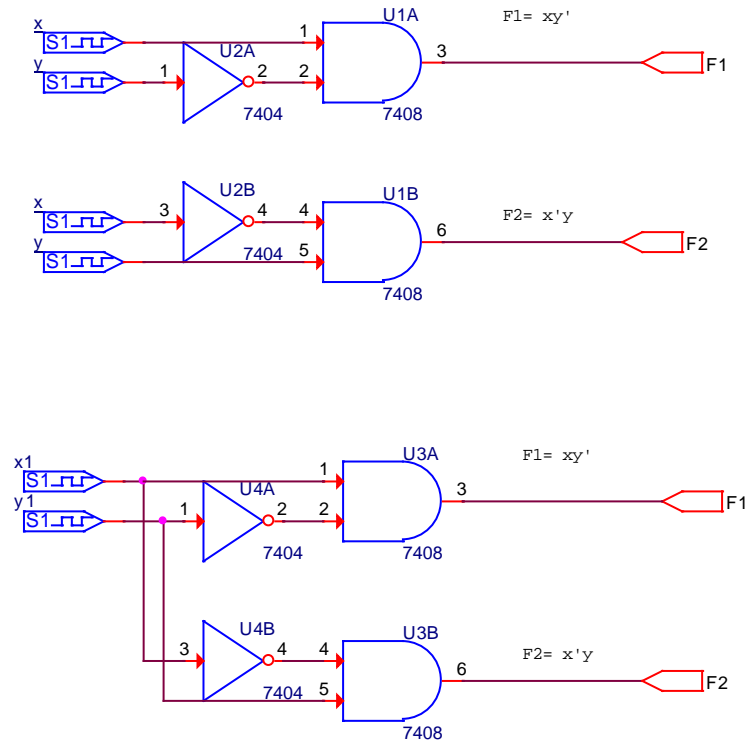 x
S1
y
S1
1
U2A
2
7404
1
2
U1A
7408
3
F1= xy'
F1
x
S1
y
S1
3
U2B
4
7404
4
5
U1B
7408
6
F2= x'y
F2
x1
S1
y1
S1
1
U4A
2
7404
1
2
U3A
7408
3
F1= xy'
F1
3
U4B
4
7404
4
5
U3B
7408
6
F2= x'y
F2